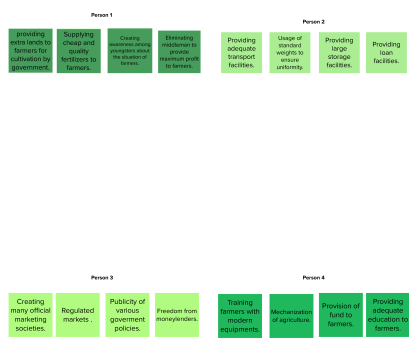 Person 1
providing
extra lands to
farmers for
cultivation by
government.
Supplying
cheap and
quality
fertilizers to
farmers.
Creating
awareness among
youngsters about
the situation of
farmers.
Eliminating
middleman to
provide
maximum profit
to farmers.
Person 2
Providing
adequate
transport
facilities.
Usage of
standard
weights to
ensure
uniformity.
Providing
large
storage
facilities.
Providing
loan
facilities.
Person 3
Creating
many official
marketing
societies.
Regulated
markets .
Publicity of
various
goverment
policies.
Freedom from
moneylenders.
Person 4
Training
farmers with
modern
equipments.
Mechanization
of agriculture.
Provision of
fund to
farmers.
Providing
adequate
education to
farmers.